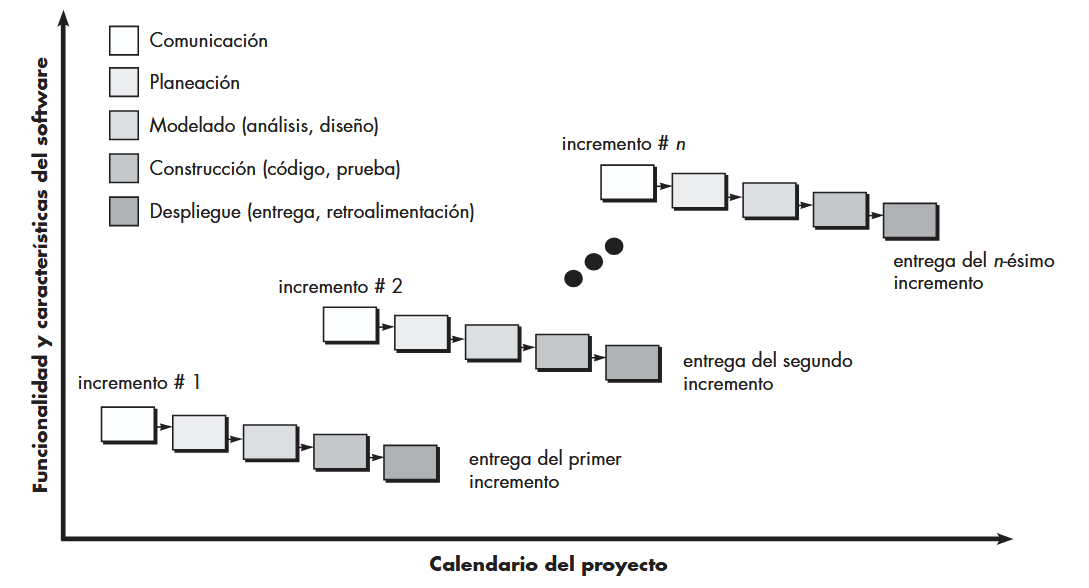 Funcionalidad y características del software
Comunicación
Planeación
Modelado (análisis, diseño)
Construcción (código, prueba)
Despliegue (entrega, retroalimentación)
incremento # n
entrega del n-ésimo
incremento
incremento # 2
entrega del segundo
incremento
incremento # 1
entrega del primer
incremento
Calendario del proyecto